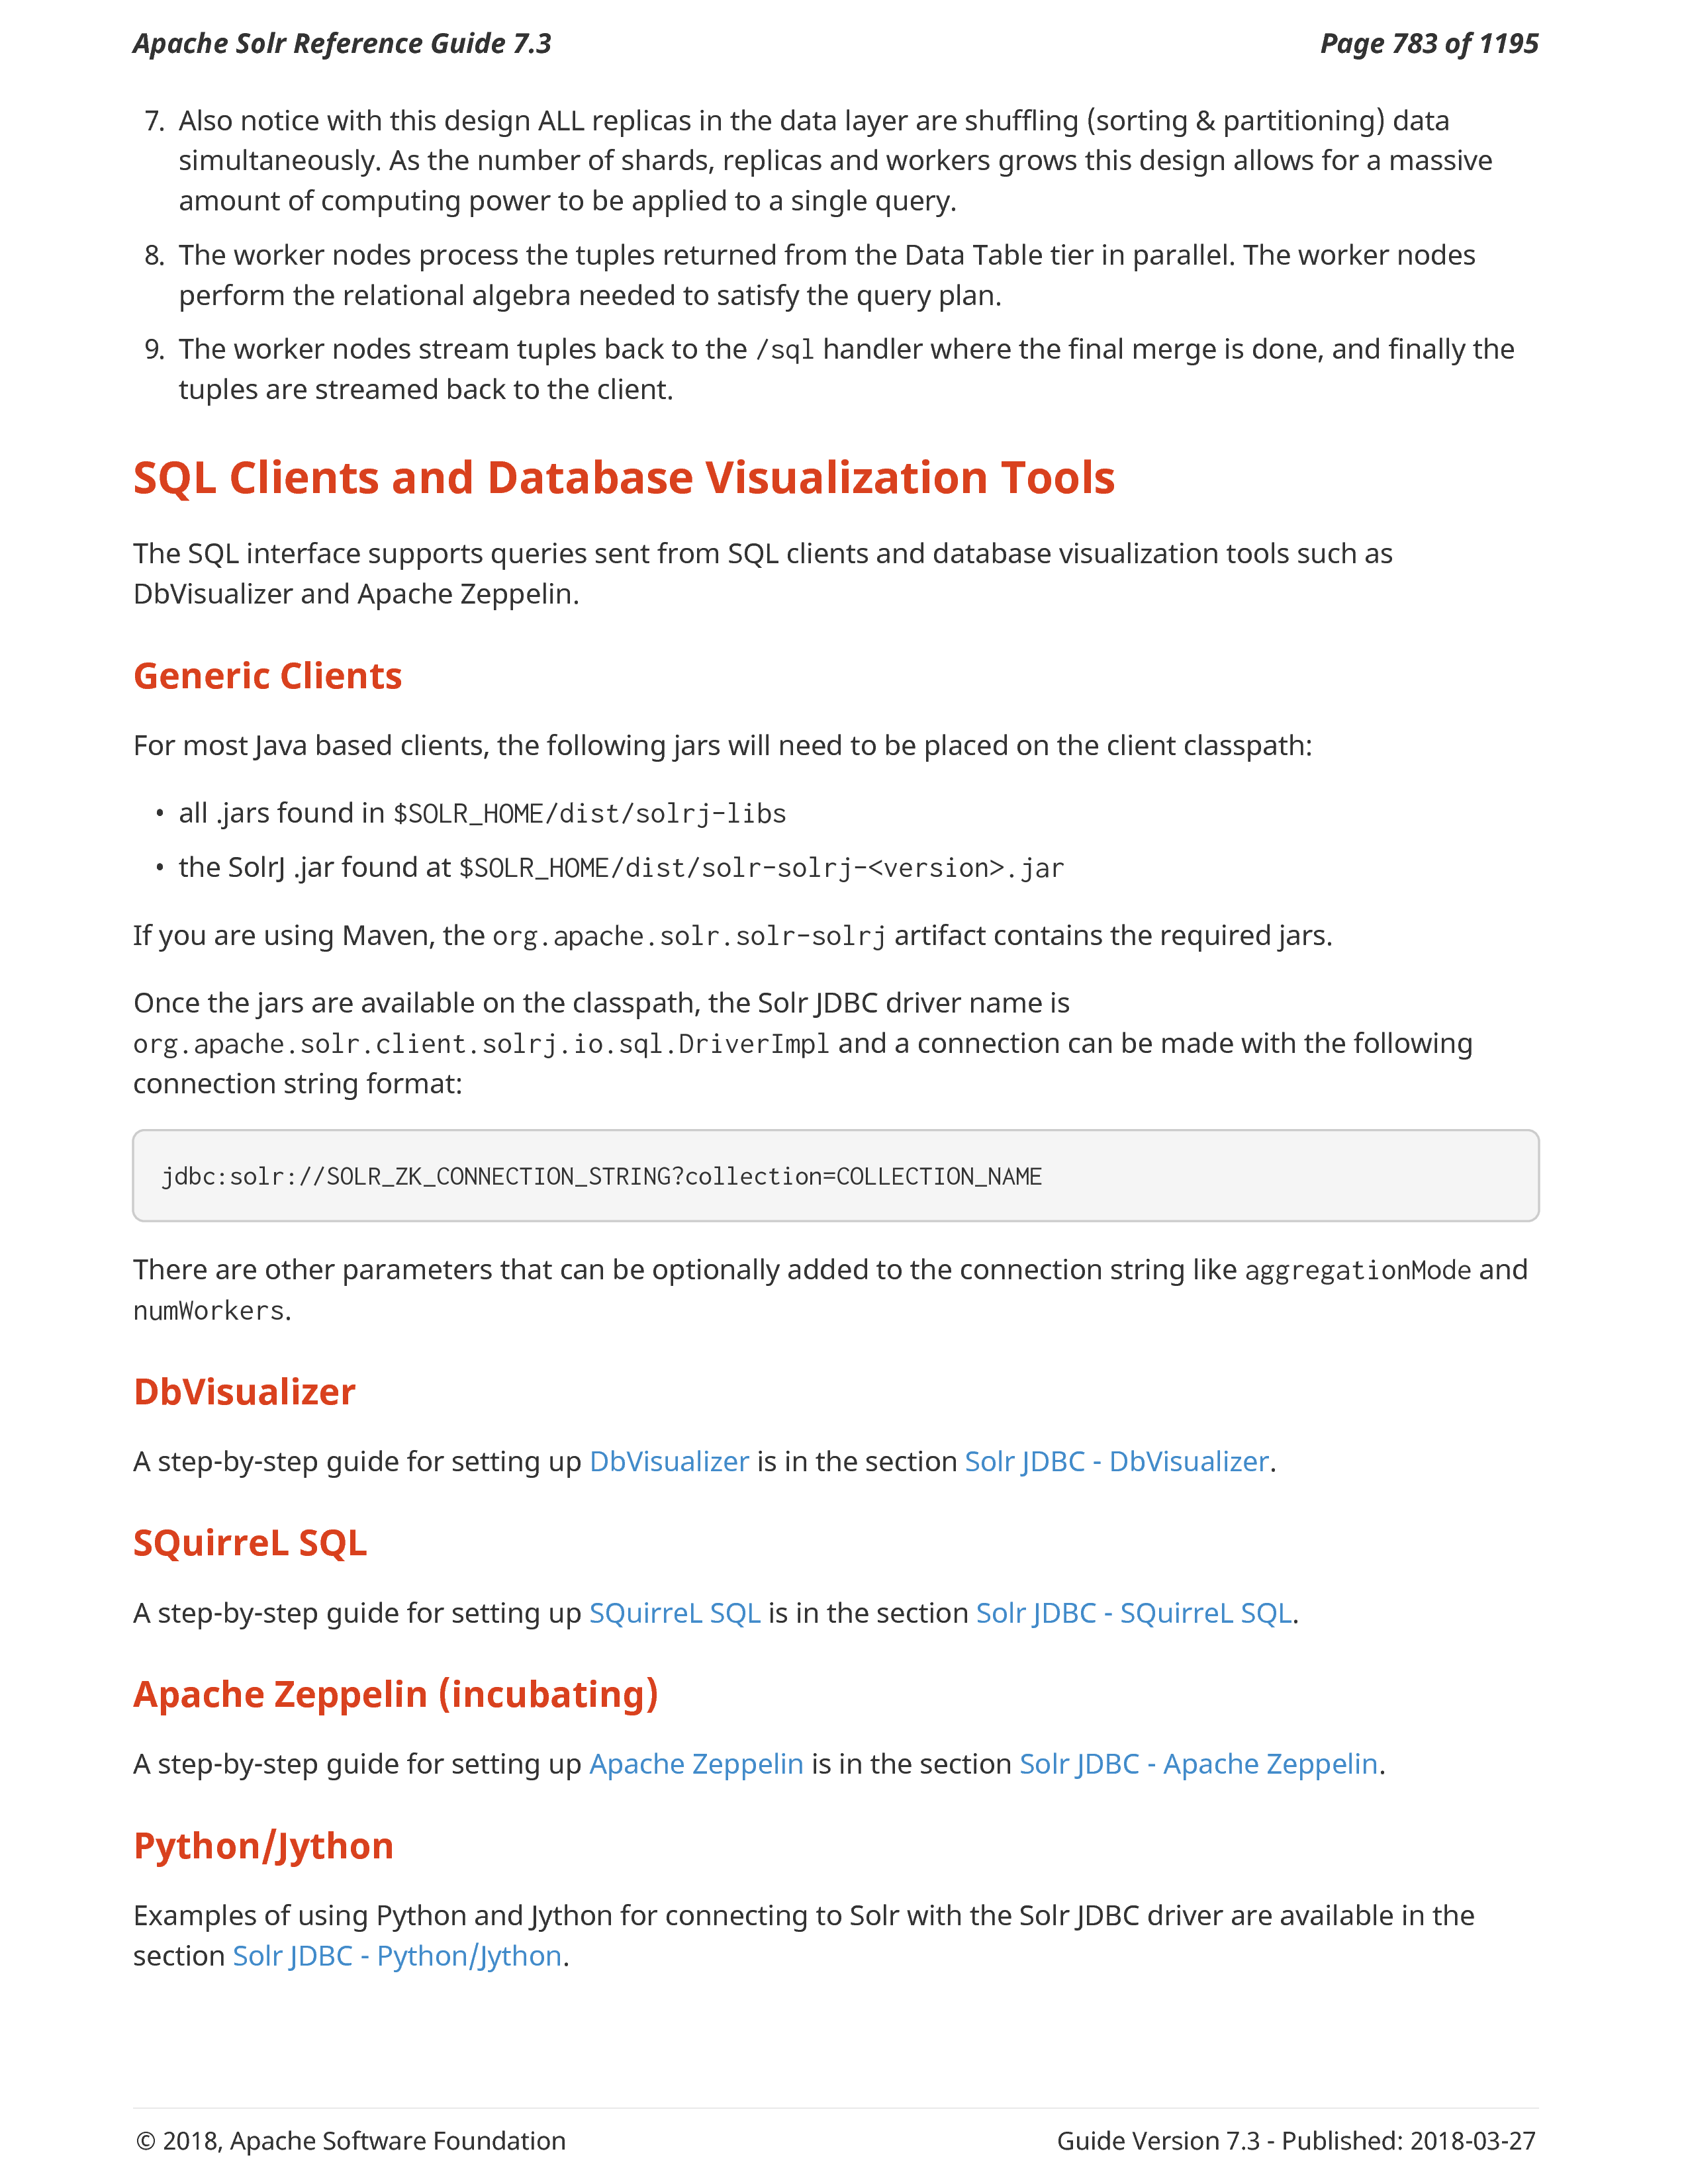 Apache Solr Reference Guide 7.3
Page 783 of 1195
7. Also notice with this design ALL replicas in the data layer are shuffling (sorting & partitioning) data
simultaneously. As the number of shards, replicas and workers grows this design allows for a massive
amount of computing power to be applied to a single query.
8. The worker nodes process the tuples returned from the Data Table tier in parallel. The worker nodes
perform the relational algebra needed to satisfy the query plan.
9. The worker nodes stream tuples back to the /sql handler where the final merge is done, and finally the
tuples are streamed back to the client.
SQL Clients and Database Visualization Tools
The SQL interface supports queries sent from SQL clients and database visualization tools such as
DbVisualizer and Apache Zeppelin.
Generic Clients
For most Java based clients, the following jars will need to be placed on the client classpath:
• all .jars found in $SOLR_HOME/dist/solrj-libs
• the SolrJ .jar found at $SOLR_HOME/dist/solr-solrj-<version>.jar
If you are using Maven, the org.apache.solr.solr-solrj artifact contains the required jars.
Once the jars are available on the classpath, the Solr JDBC driver name is
org.apache.solr.client.solrj.io.sql.DriverImpl and a connection can be made with the following
connection string format:
jdbc:solr://SOLR_ZK_CONNECTION_STRING?collection=COLLECTION_NAME
There are other parameters that can be optionally added to the connection string like aggregationMode and
numWorkers.
DbVisualizer
A step-by-step guide for setting up DbVisualizer is in the section Solr JDBC - DbVisualizer.
SQuirreL SQL
A step-by-step guide for setting up SQuirreL SQL is in the section Solr JDBC - SQuirreL SQL.
Apache Zeppelin (incubating)
A step-by-step guide for setting up Apache Zeppelin is in the section Solr JDBC - Apache Zeppelin.
Python/Jython
Examples of using Python and Jython for connecting to Solr with the Solr JDBC driver are available in the
section Solr JDBC - Python/Jython.
© 2018, Apache Software Foundation
Guide Version 7.3 - Published: 2018-03-27